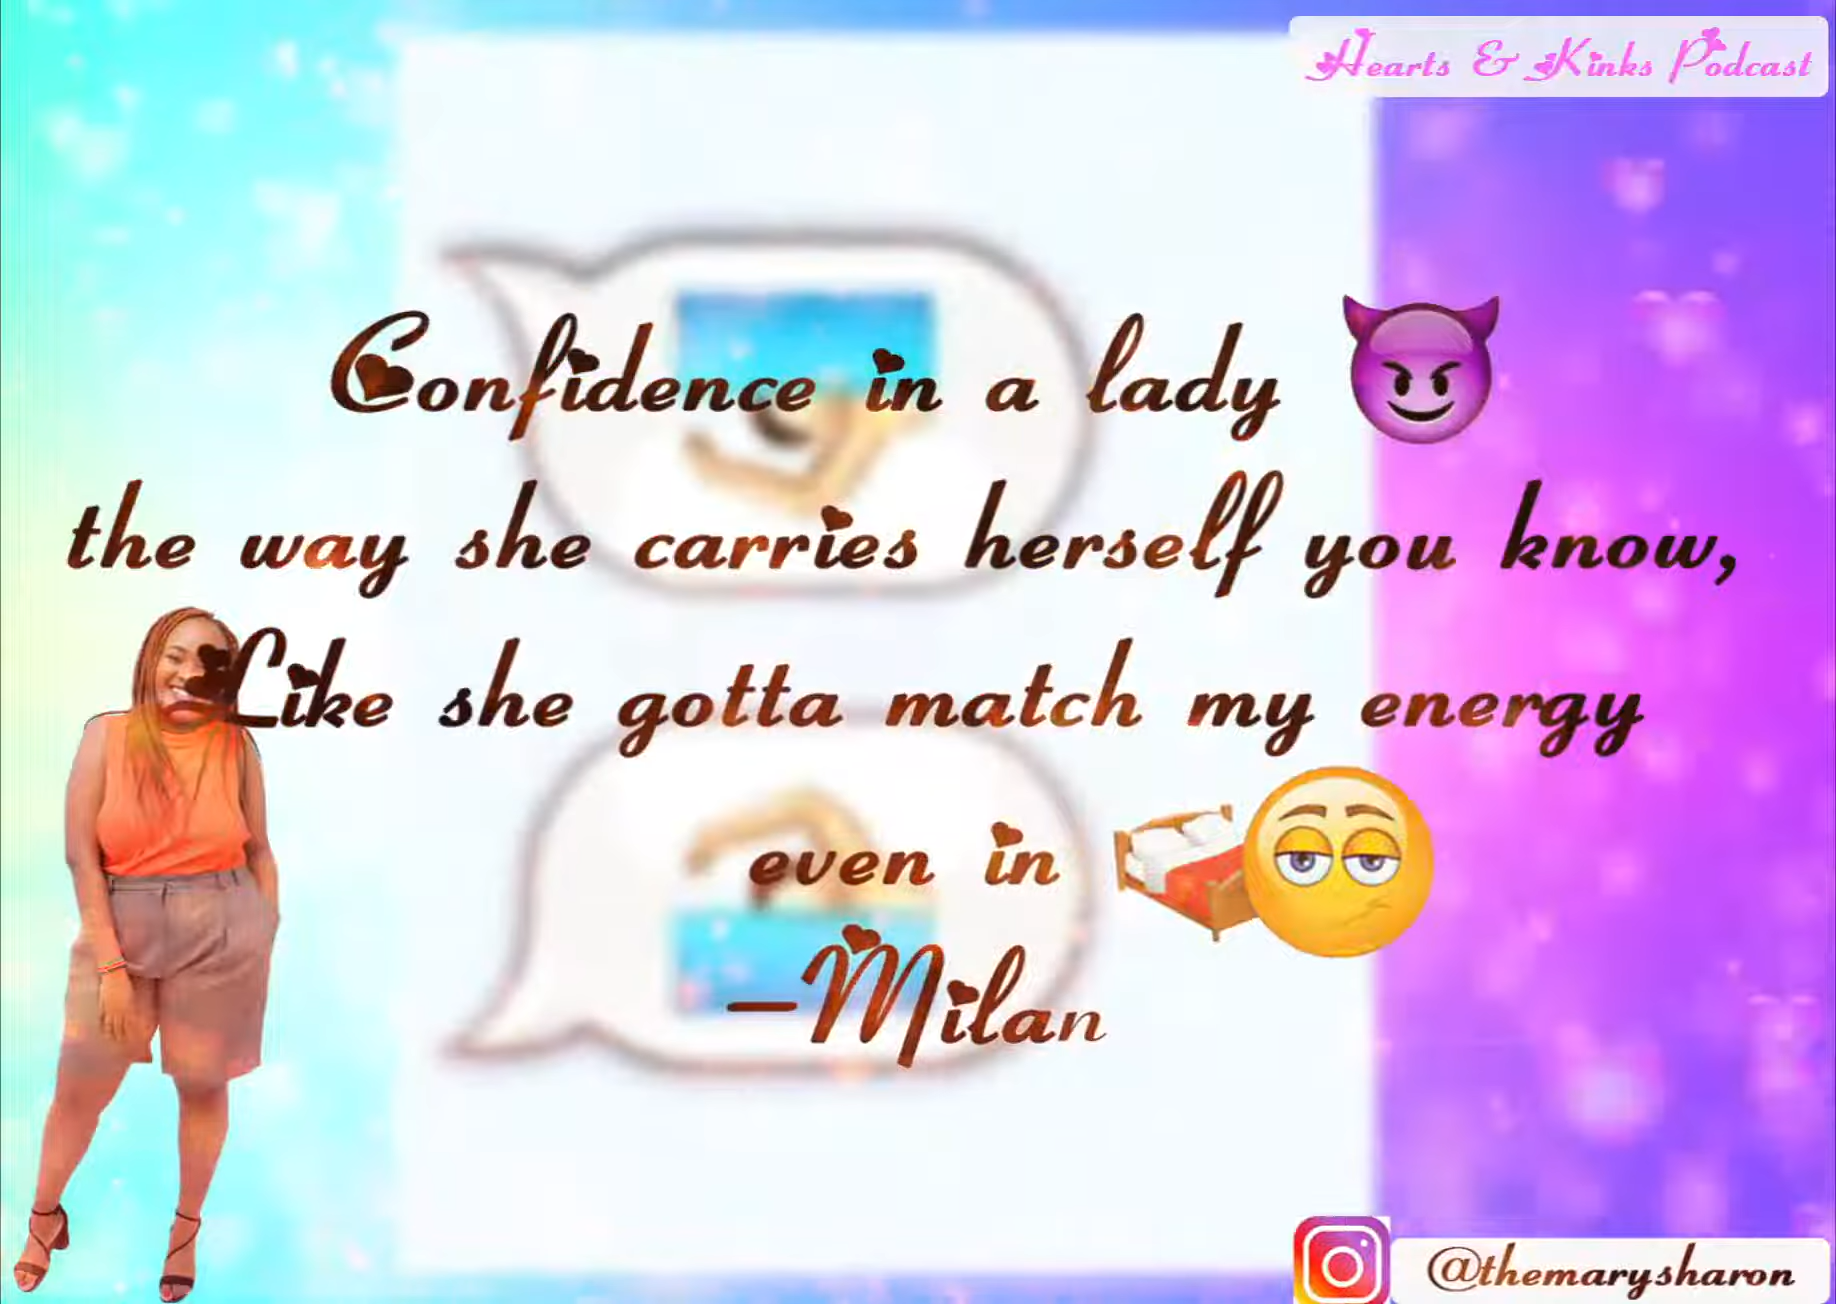 Hearts & Kinks Podcast
Confidence in a lady 😈
the way she carries herself you know,
Like she gotta match my energy
even in 🛏️🙄
—Milan
@themarysharon